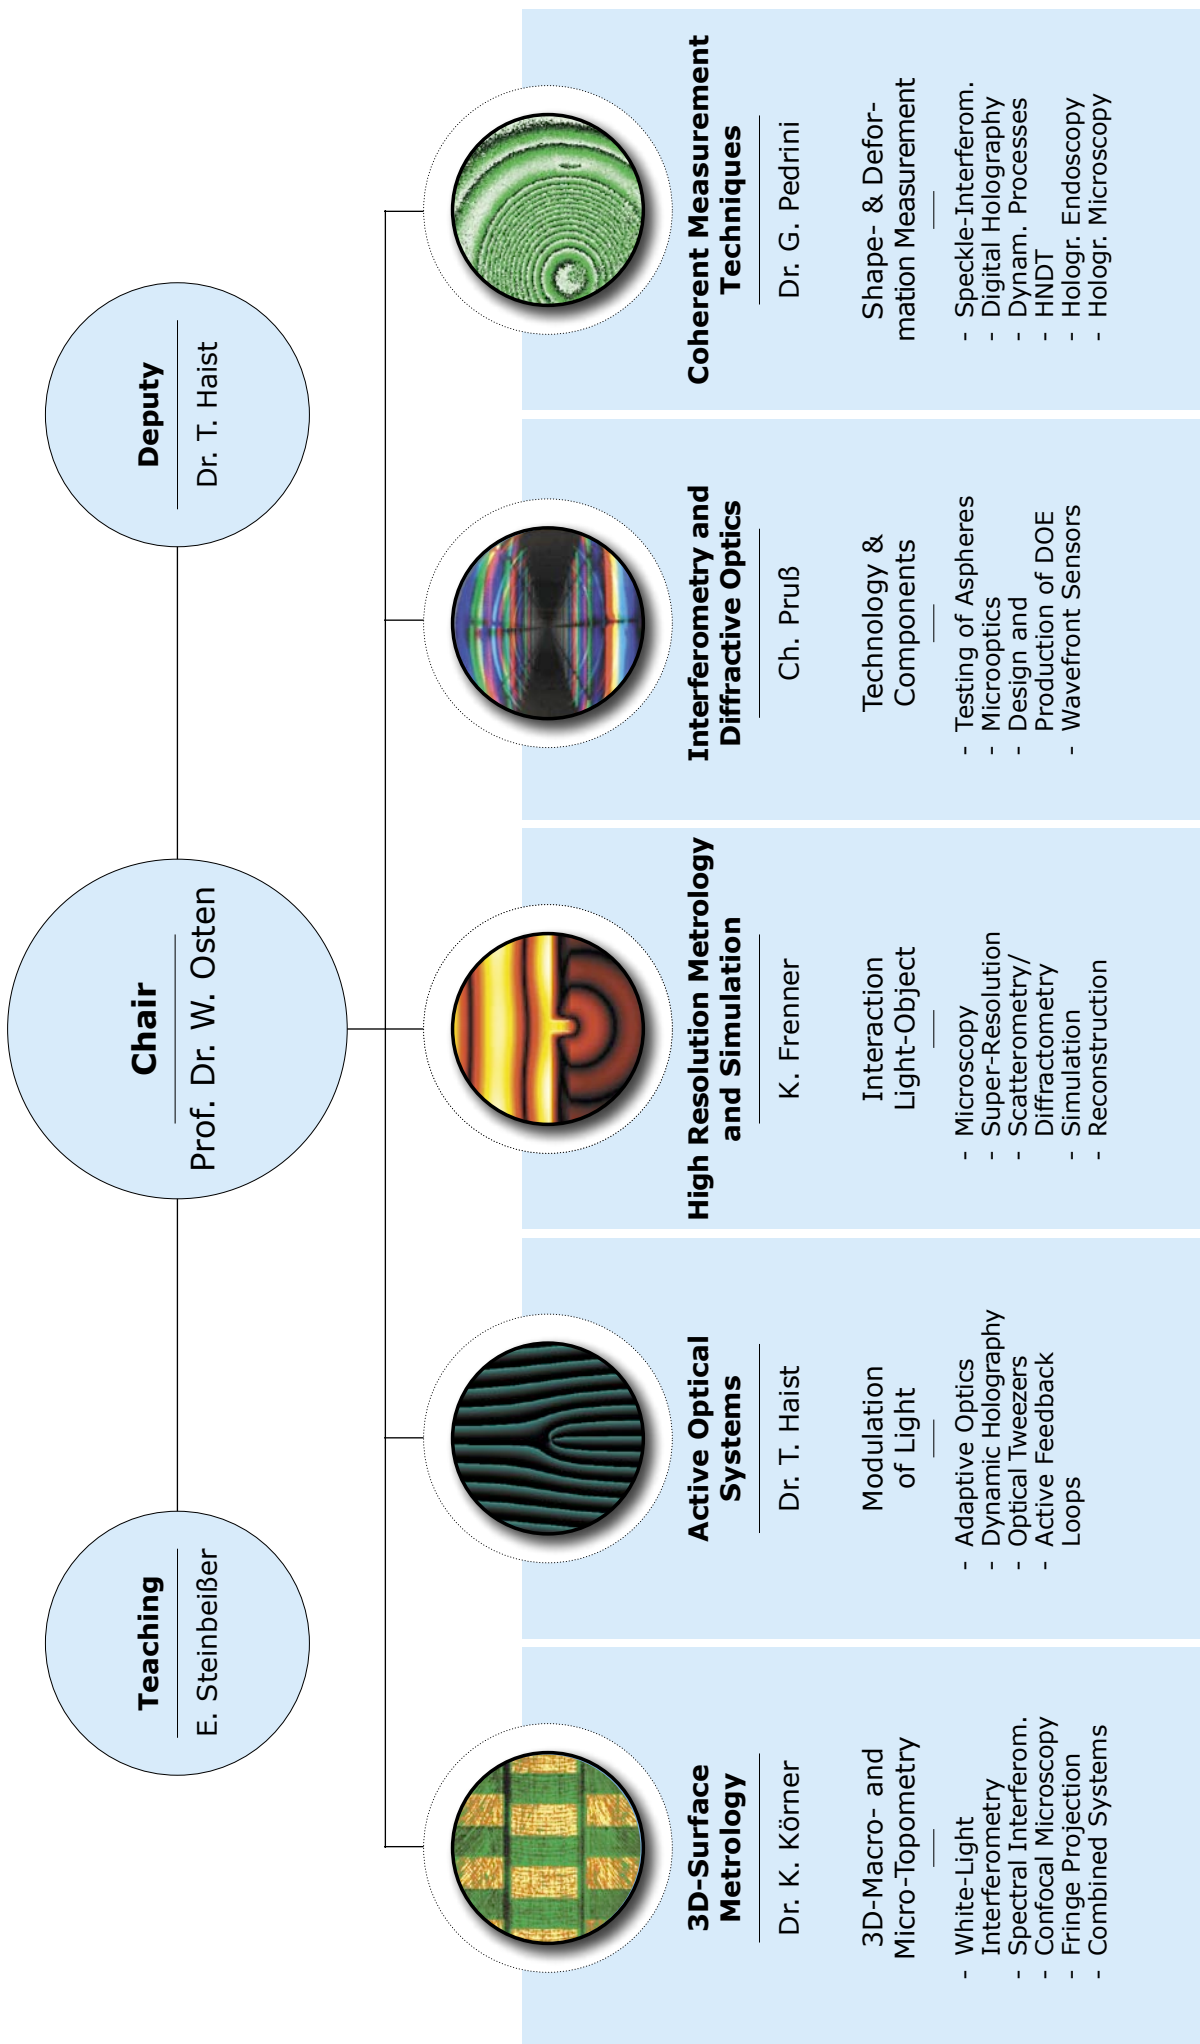 Chair
Prof. Dr. W. Osten
Teaching
E. Steinbeißer
Deputy
Dr. T. Haist
3D-Surface
Metrology
Dr. K. Körner
3D-Macro- and
Micro-Topometry
- White-Light
Interferometry
- Spectral Interferom.
- Confocal Microscopy
- Fringe Projection
- Combined Systems
Active Optical
Systems
Dr. T. Haist
Modulation
of Light
- Adaptive Optics
- Dynamic Holography
- Optical Tweezers
- Active Feedback
Loops
High Resolution Metrology
and Simulation
K. Frenner
Interaction
Light-Object
- Microscopy
- Super-Resolution
- Scatterometry/
Diffractometry
- Simulation
- Reconstruction
Interferometry and
Diffractive Optics
Ch. Pruß
Technology &
Components
- Testing of Aspheres
- Microoptics
- Design and
Production of DOE
- Wavefront Sensors
Coherent Measurement
Techniques
Dr. G. Pedrini
Shape- & Defor-
mation Measurement
- Speckle-Interferom.
- Digital Holography
- Dynam. Processes
- HNDT
- Hologr. Endoscopy
- Hologr. Microscopy